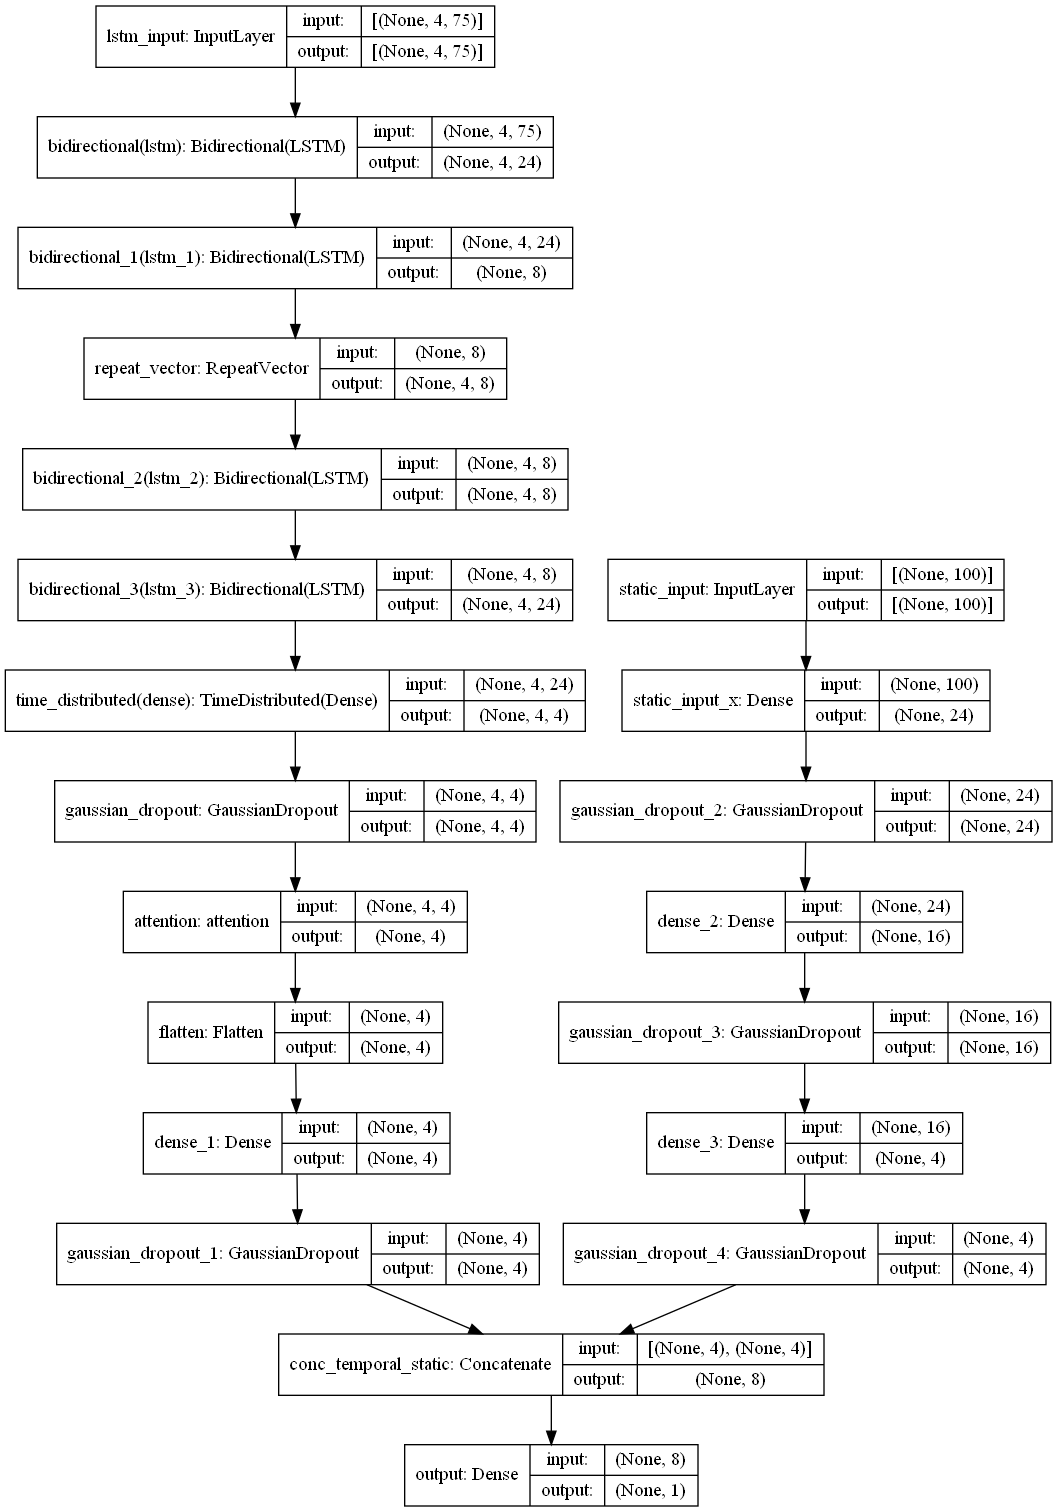 lstm_input: InputLayer
input:
[(None, 4, 75)]
output:
[(None, 4, 75)]
bidirectional(lstm): Bidirectional(LSTM)
input:
(None, 4, 75)
output:
(None, 4, 24)
bidirectional_1(lstm_1): Bidirectional(LSTM)
input:
(None, 4, 24)
output:
(None, 8)
repeat_vector: RepeatVector
input:
(None, 8)
output:
(None, 4, 8)
bidirectional_2(lstm_2): Bidirectional(LSTM)
input:
(None, 4, 8)
output:
(None, 4, 8)
bidirectional_3(lstm_3): Bidirectional(LSTM)
input:
(None, 4, 8)
output:
(None, 4, 24)
time_distributed(dense): TimeDistributed(Dense)
input:
(None, 4, 24)
output:
(None, 4, 4)
gaussian_dropout: GaussianDropout
input:
(None, 4, 4)
output:
(None, 4, 4)
attention: attention
input:
(None, 4, 4)
output:
(None, 4)
flatten: Flatten
input:
(None, 4)
output:
(None, 4)
dense_1: Dense
input:
(None, 4)
output:
(None, 4)
gaussian_dropout_1: GaussianDropout
input:
(None, 4)
output:
(None, 4)
static_input: InputLayer
input:
[(None, 100)]
output:
[(None, 100)]
static_input_x: Dense
input:
(None, 100)
output:
(None, 24)
gaussian_dropout_2: GaussianDropout
input:
(None, 24)
output:
(None, 24)
dense_2: Dense
input:
(None, 24)
output:
(None, 16)
gaussian_dropout_3: GaussianDropout
input:
(None, 16)
output:
(None, 16)
dense_3: Dense
input:
(None, 16)
output:
(None, 4)
gaussian_dropout_4: GaussianDropout
input:
(None, 4)
output:
(None, 4)
conc_temporal_static: Concatenate
input:
[(None, 4), (None, 4)]
output:
(None, 8)
output: Dense
input:
(None, 8)
output:
(None, 1)